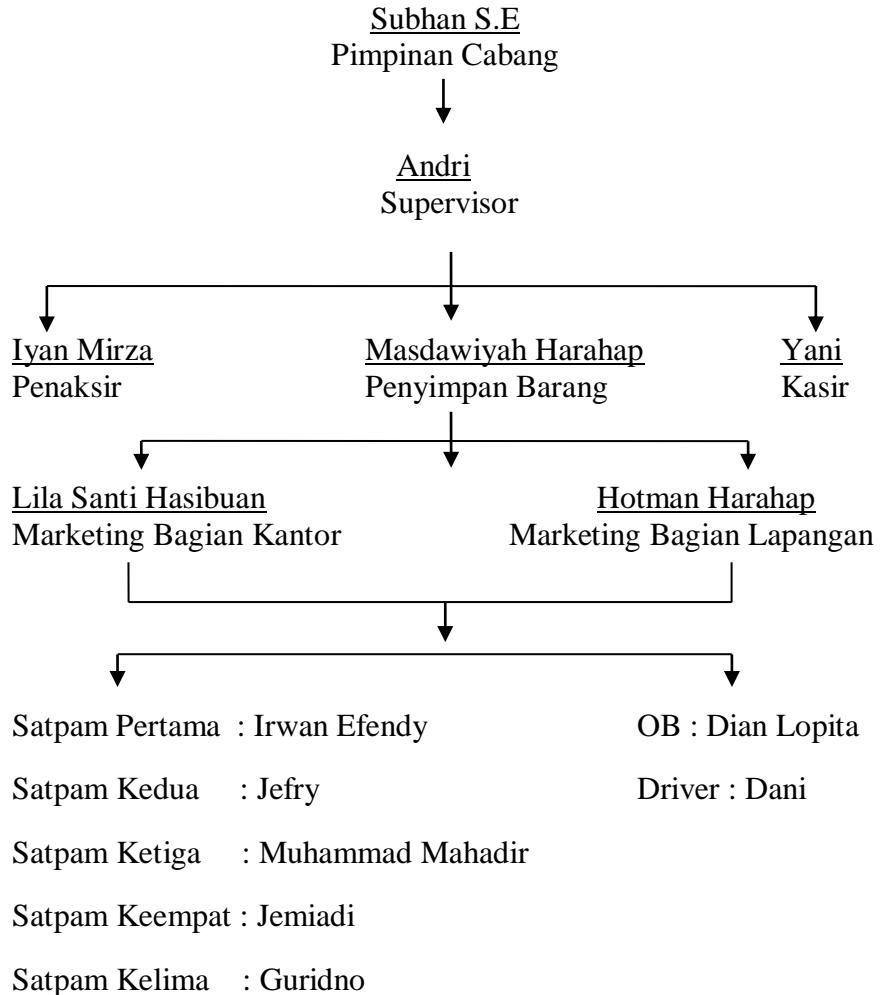 Subhan S.E
Pimpinan Cabang
Andri
Supervisor
Iyan Mirza
Penaksir
Masdawiyah Harahap
Penyimpan Barang
Yani
Kasir
Lila Santi Hasibuan
Marketing Bagian Kantor
Hotman Harahap
Marketing Bagian Lapangan
Satpam Pertama : Irwan Efendy
Satpam Kedua : Jefry
Satpam Ketiga : Muhammad Mahadir
Satpam Keempat : Jemiadi
Satpam Kelima : Guridno
OB : Dian Lopita
Driver : Dani